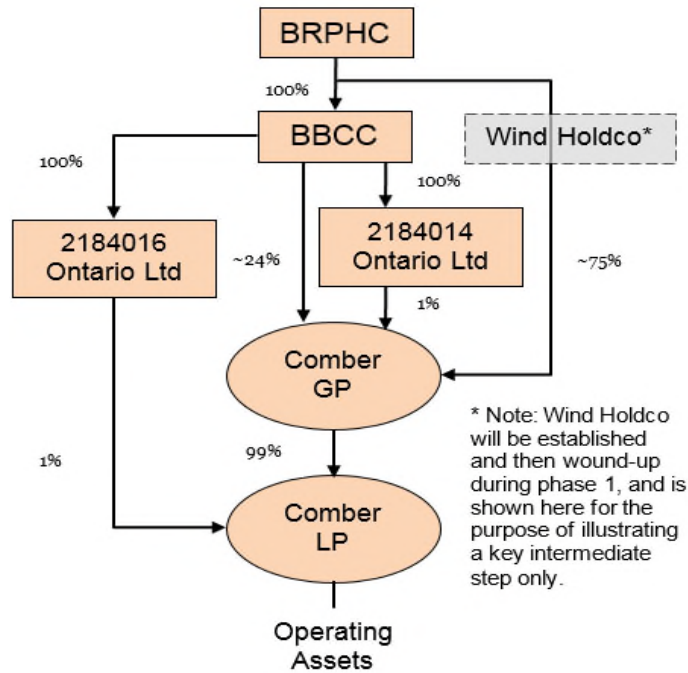 BRPHC
100%
BBCC
Wind Holdco*
100%
100%
2184016
Ontario Ltd
~24%
2184014
Ontario Ltd
~75%
1%
Comber
GP
* Note: Wind Holdco
will be established
and then wound-up
during phase 1, and is
shown here for the
purpose of illustrating
a key intermediate
step only.
99%
1%
Comber
LP
Operating
Assets